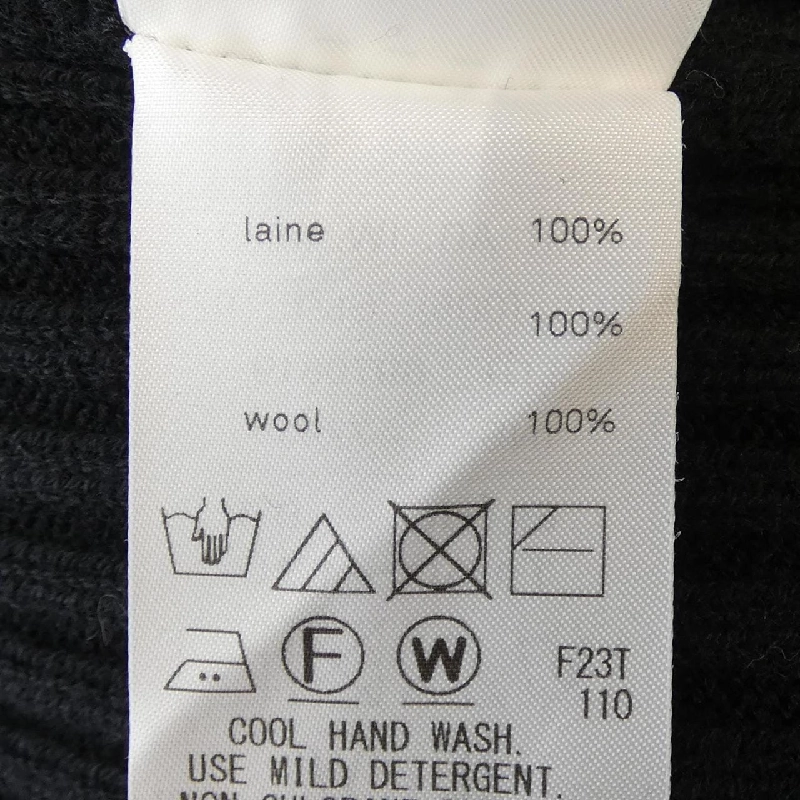 laine 100%
100%
wool 100%
F W F23T
110
COOL HAND WASH.
USE MILD DETERGENT.